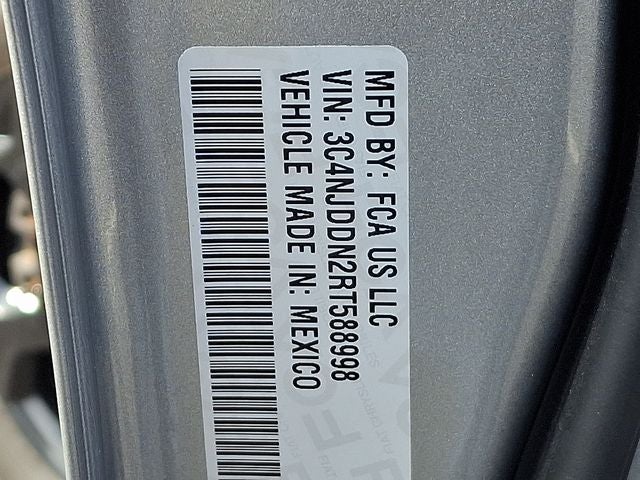 MFD BY: FCA US LLC
VIN: 3C4NJDDN2RT588998
VEHICLE MADE IN: MEXICO